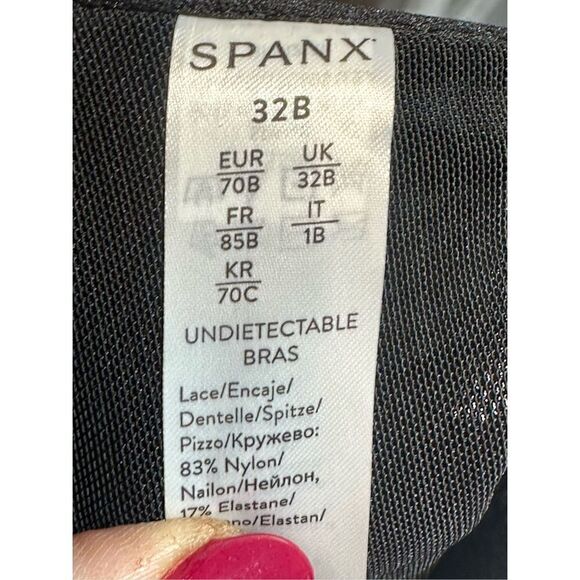 SPANX
32B
EUR UK
70B 32B
FR IT
85B 1B
KR
70C
UNDIETECTABLE
BRAS
Lace/Encaje/
Dentelle/Spitze/
Pizzo/Кружево:
83% Nylon/
Nailon/Нейлон,
17% Elastane/
/Elastan/